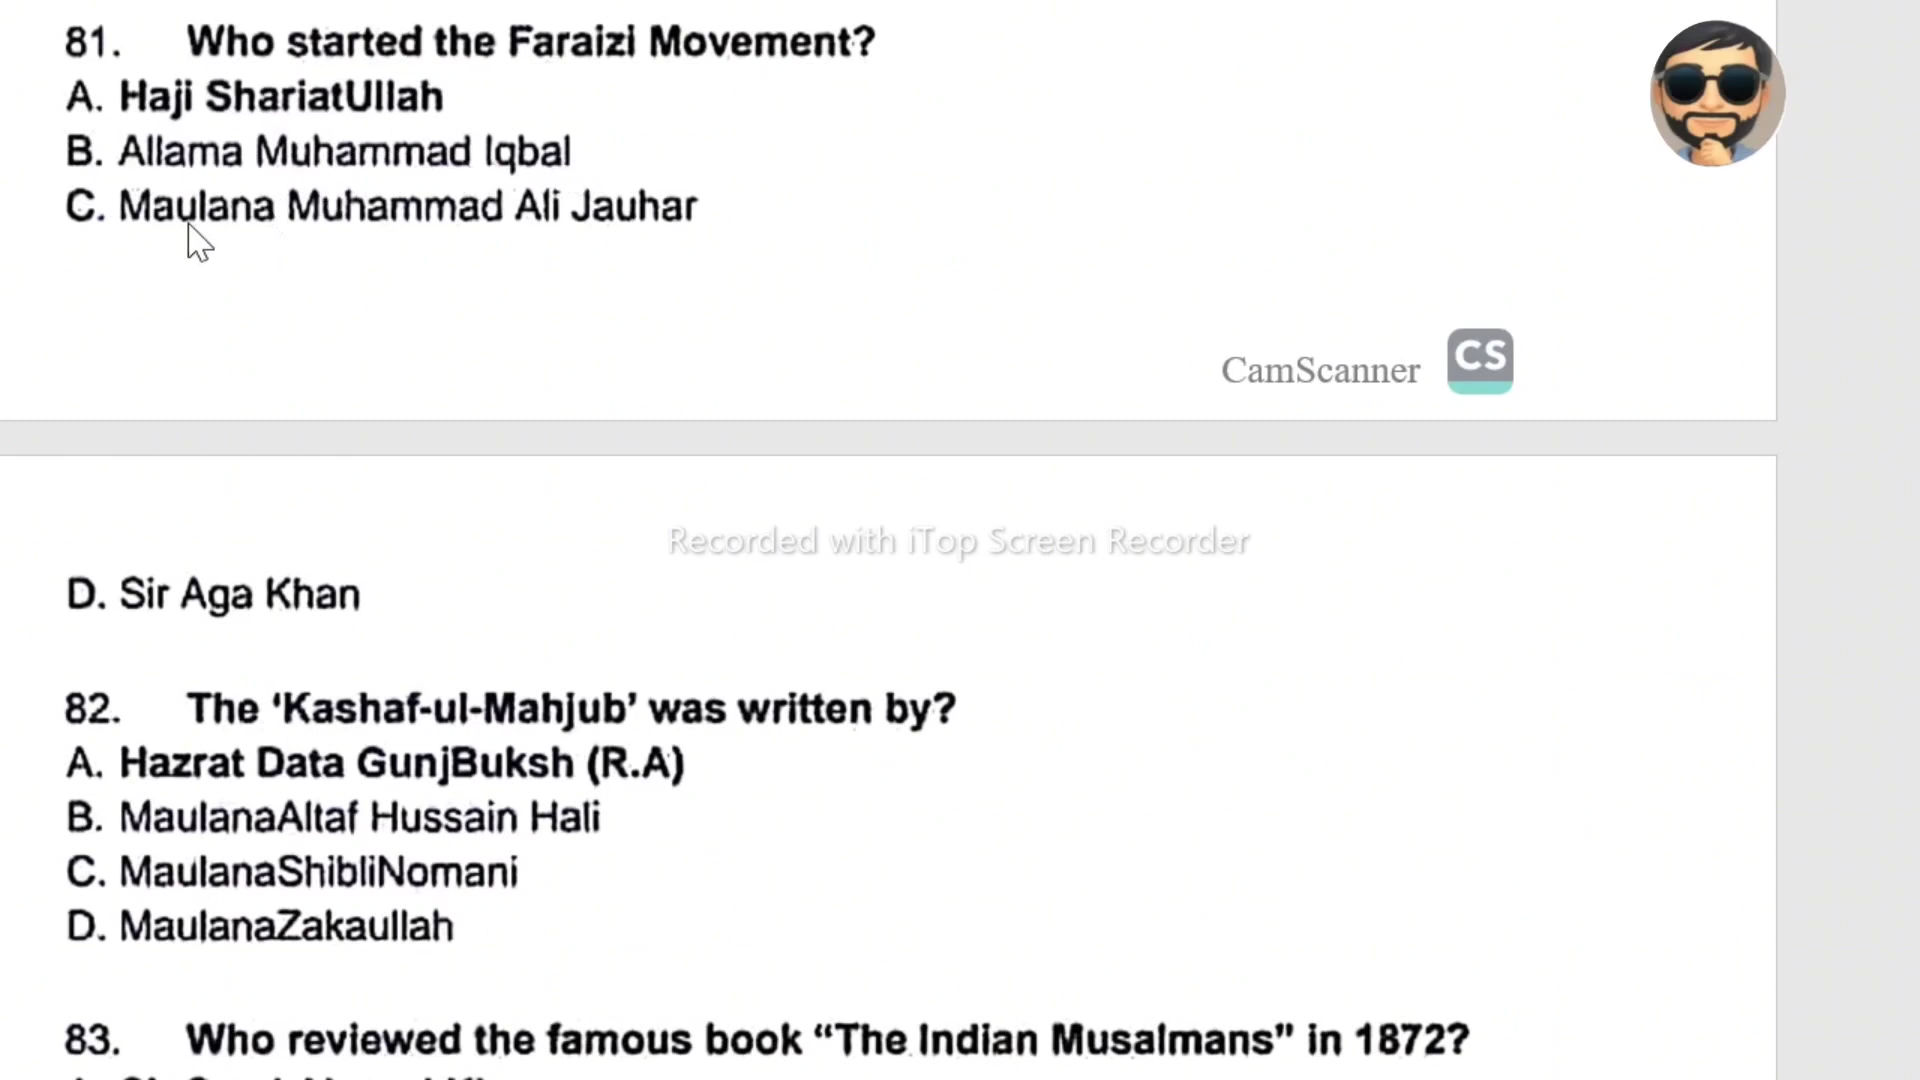 81. Who started the Faraizi Movement?
A. Haji ShariatUllah
B. Allama Muhammad Iqbal
C. Maulana Muhammad Ali Jauhar
CamScanner CS
Recorded with iTop Screen Recorder
D. Sir Aga Khan
82. The ‘Kashaf-ul-Mahjub’ was written by?
A. Hazrat Data GunjBuksh (R.A)
B. MaulanaAltaf Hussain Hali
C. MaulanaShibliNomani
D. MaulanaZakaullah
83. Who reviewed the famous book “The Indian Musalmans” in 1872?